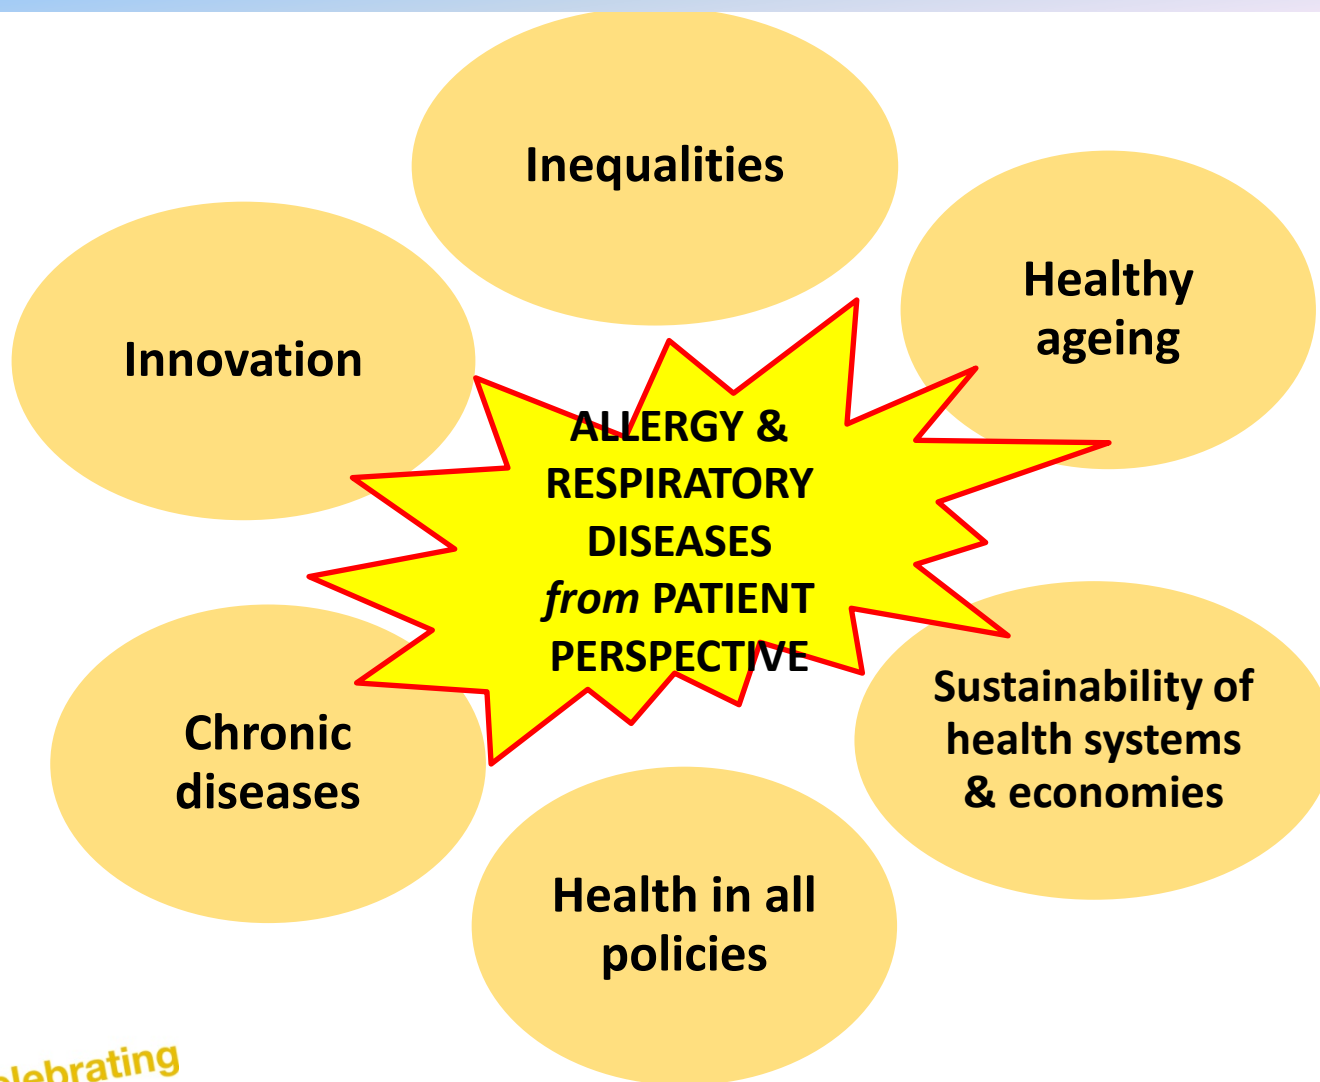 Inequalities
Healthy
ageing
Innovation
ALLERGY &
RESPIRATORY
DISEASES
from PATIENT
PERSPECTIVE
Sustainability of
health systems
& economies
Chronic
diseases
Health in all
policies
lebrating